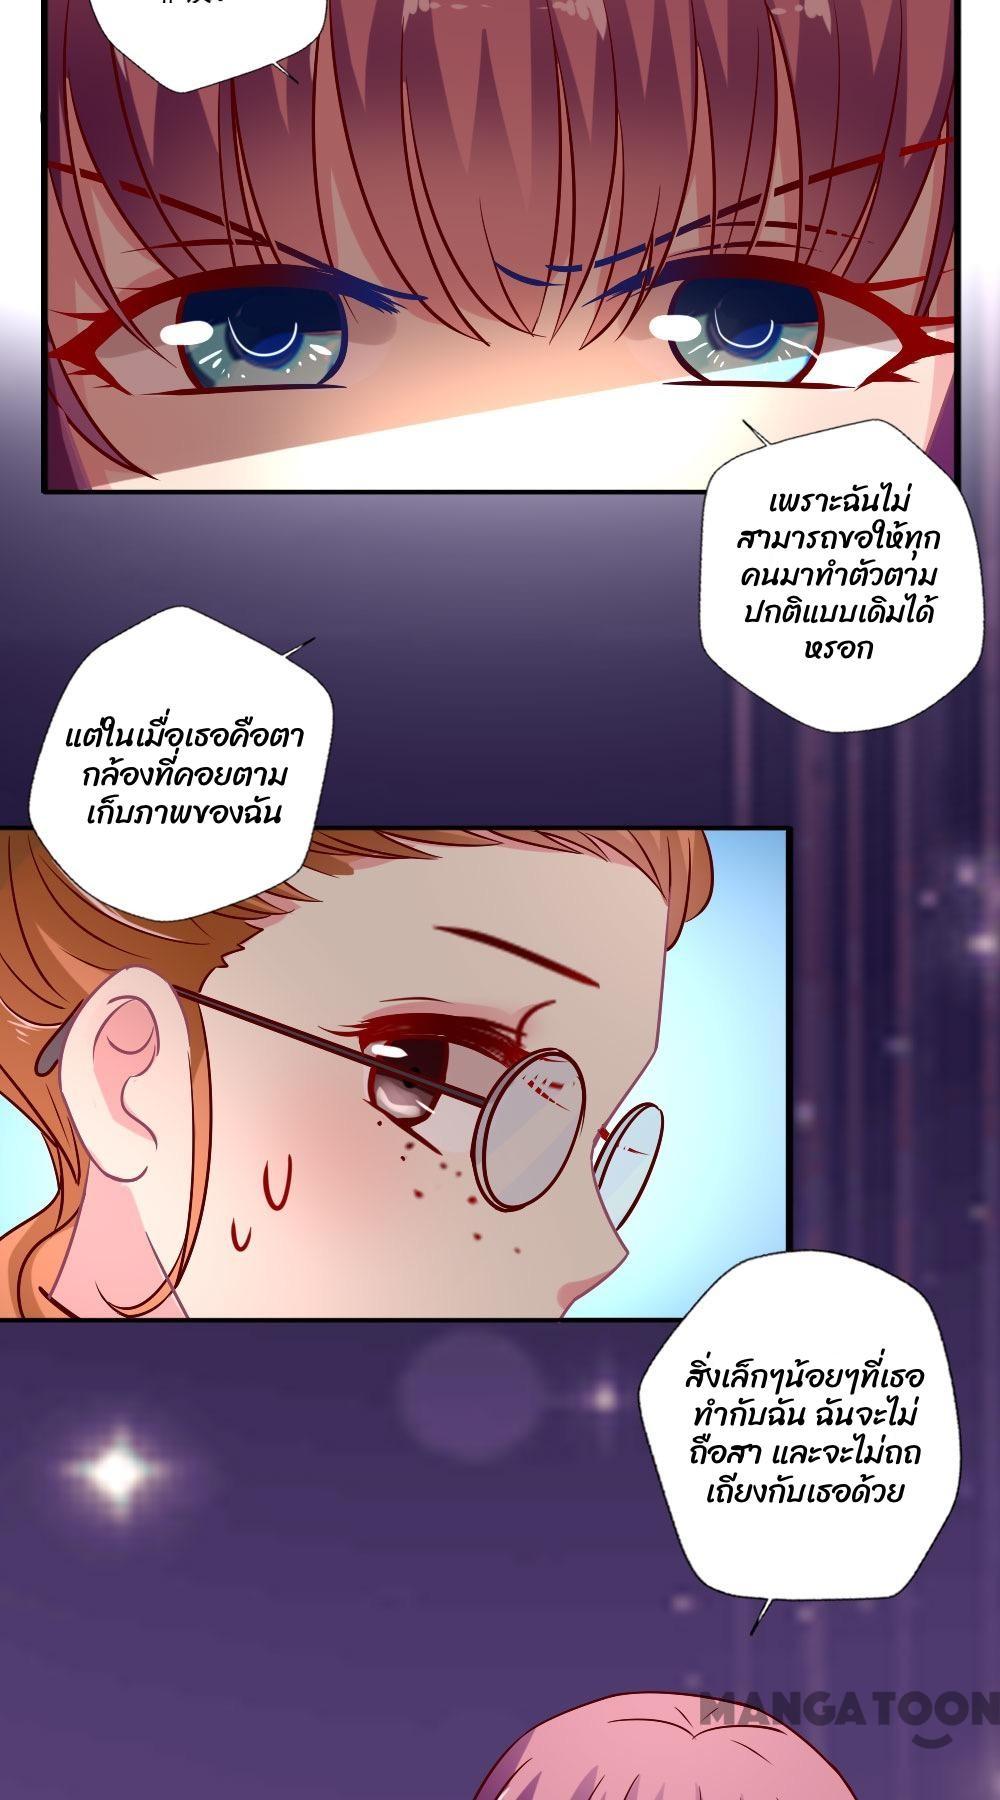 เพราะฉันไม่
สามารถขอให้ทุก
คนมาทำตัวตาม
ปกติแบบเดิมได้
หรอก
แต่ในเมื่อเธอคือตา
กล้องที่คอยตาม
เก็บภาพของฉัน
สิ่งเล็กๆน้อยๆที่เธอ
ทำกับฉัน ฉันจะไม่
ถือสา และจะไม่ถถ
เถียงกับเธอด้วย
MANGATOON